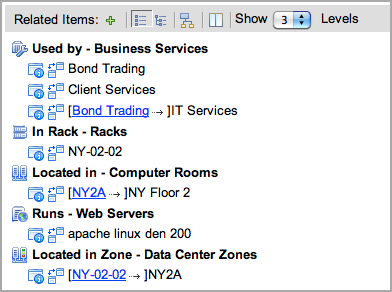 Related Items: Show 3 Levels
Used by - Business Services
Bond Trading
Client Services
[Bond Trading ⇢ ]IT Services
In Rack - Racks
NY-02-02
Located in - Computer Rooms
[NY2A ⇢ ]NY Floor 2
Runs - Web Servers
apache linux den 200
Located in Zone - Data Center Zones
[NY-02-02 ⇢ ]NY2A